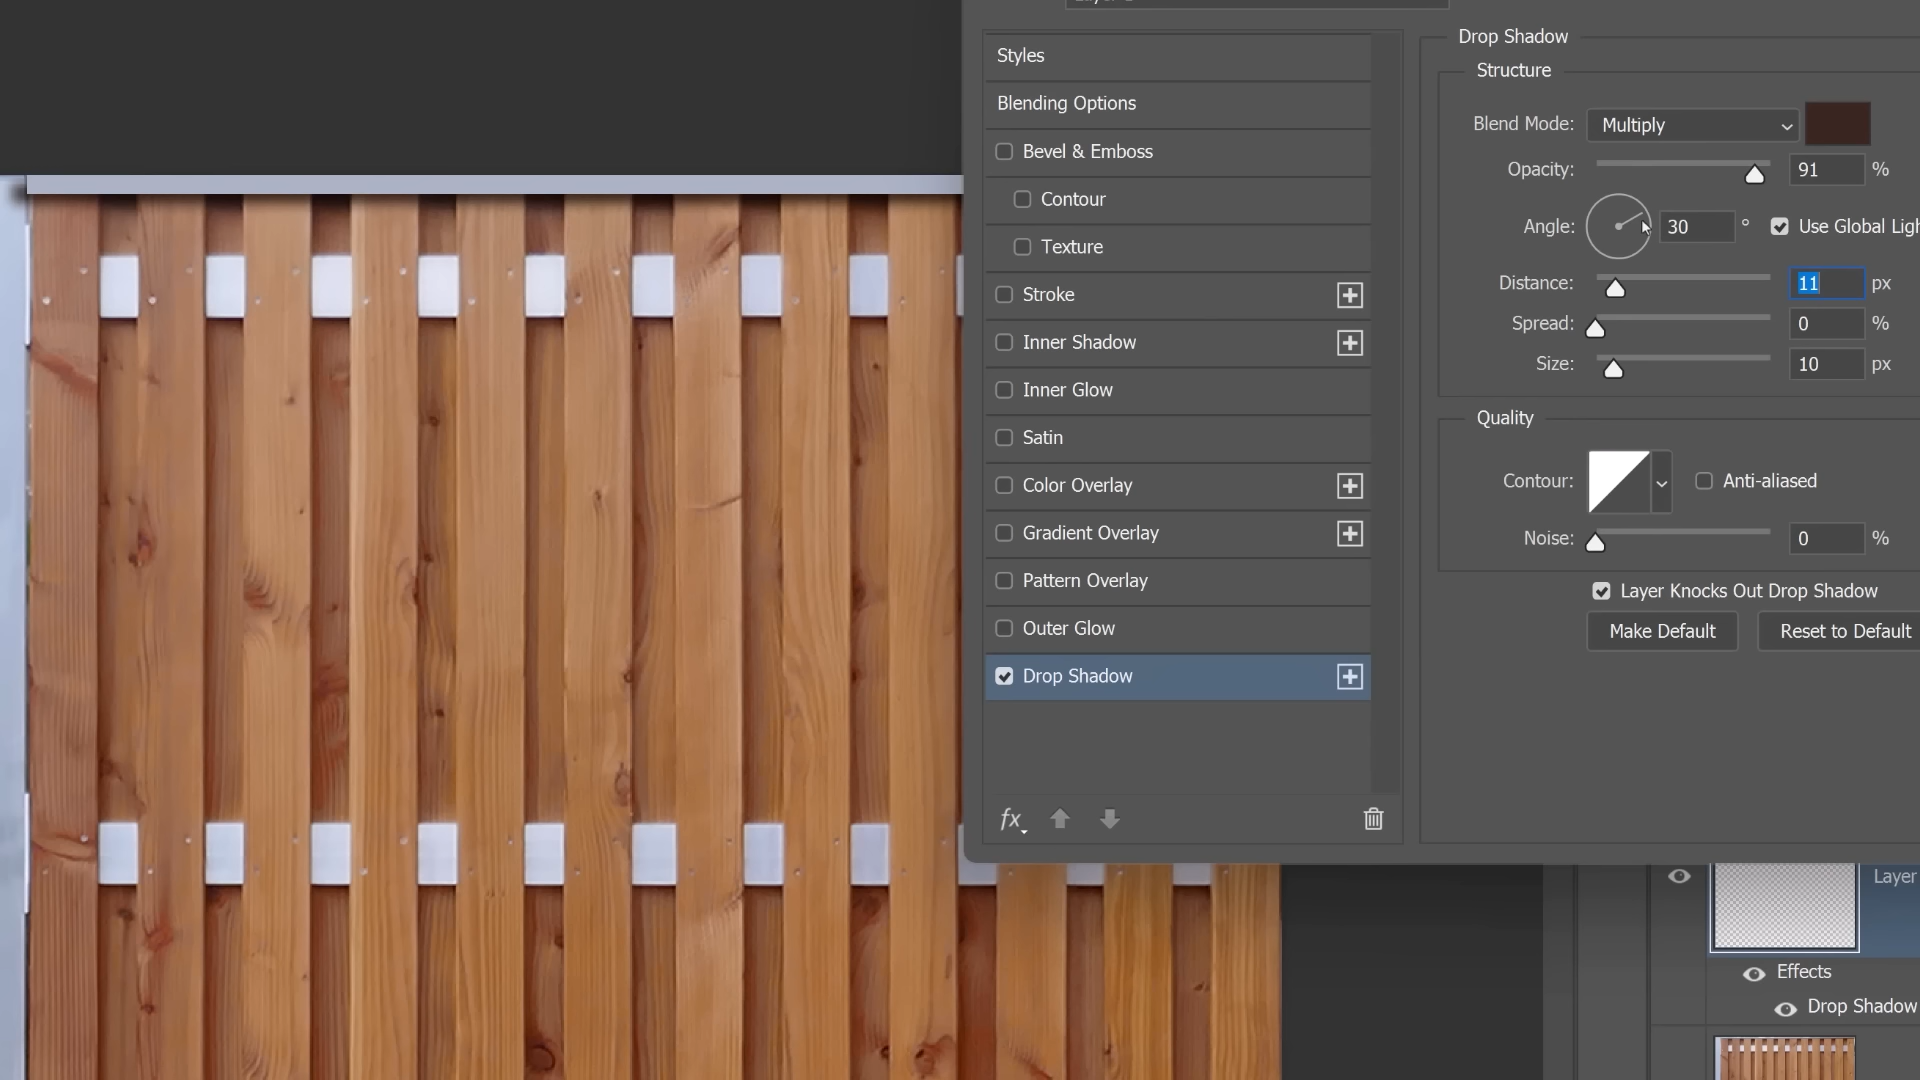 Drop Shadow
Styles
Structure
Blending Options
Blend Mode: Multiply
Bevel & Emboss
Opacity: 91 %
Contour
Angle: 30 ° Use Global Ligh
Texture
Distance: 11 px
Stroke
Spread: 0 %
Inner Shadow
Size: 10 px
Inner Glow
Quality
Satin
Contour: Anti-aliased
Color Overlay
Gradient Overlay
Noise: 0 %
Pattern Overlay
Layer Knocks Out Drop Shadow
Outer Glow
Make Default Reset to Default
Drop Shadow
fx
Layer
Effects
Drop Shadow